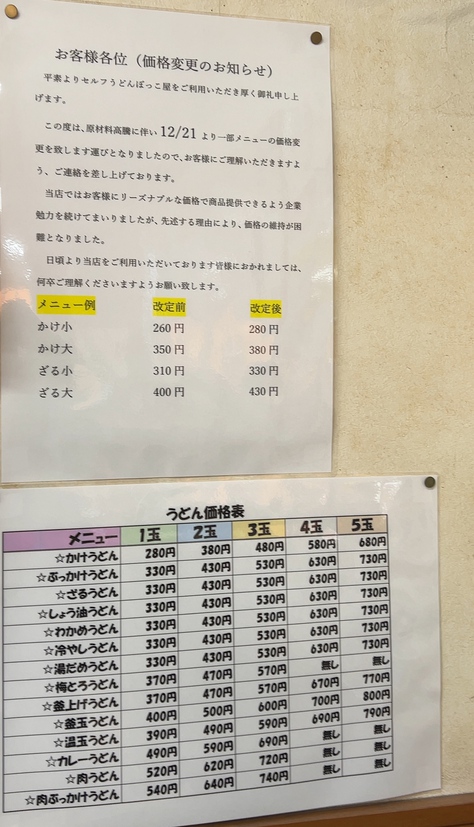 お客様各位（価格変更のお知らせ）
平素よりセルフうどんぽっこ屋をご利用いただき厚く御礼申し上
げます。
この度は、原材料高騰に伴い 12/21 より一部メニューの価格変
更を致します運びとなりましたので、お客様にご理解いただきますよ
う、ご連絡を差し上げております。
当店ではお客様にリーズナブルな価格で商品提供できるよう企業
勉力を続けてまいりましたが、先述する理由により、価格の維持が困
難となりました。
日頃より当店をご利用いただいております皆様におかれましては、
何卒ご理解くださいますようお願い致します。
メニュー例 改定前 改定後
かけ小 260円 280円
かけ大 350円 380円
ざる小 310円 330円
ざる大 400円 430円
うどん価格表
メニュー 1玉 2玉 3玉 4玉 5玉
☆かけうどん 280円 380円 480円 580円 680円
☆ぶっかけうどん 330円 430円 530円 630円 730円
☆ざるうどん 330円 430円 530円 630円 730円
☆しょう油うどん 330円 430円 530円 630円 730円
☆わかめうどん 330円 430円 530円 630円 730円
☆冷やしうどん 330円 430円 530円 630円 730円
☆湯だめうどん 330円 430円 530円 630円 730円
☆梅とろうどん 370円 470円 570円 無し 無し
☆釜上げうどん 370円 470円 570円 670円 770円
☆釜玉うどん 400円 500円 600円 700円 800円
☆温玉うどん 390円 490円 590円 690円 790円
☆カレーうどん 490円 590円 690円 無し 無し
☆肉うどん 520円 620円 720円 無し 無し
☆肉ぶっかけうどん 540円 640円 740円 無し 無し